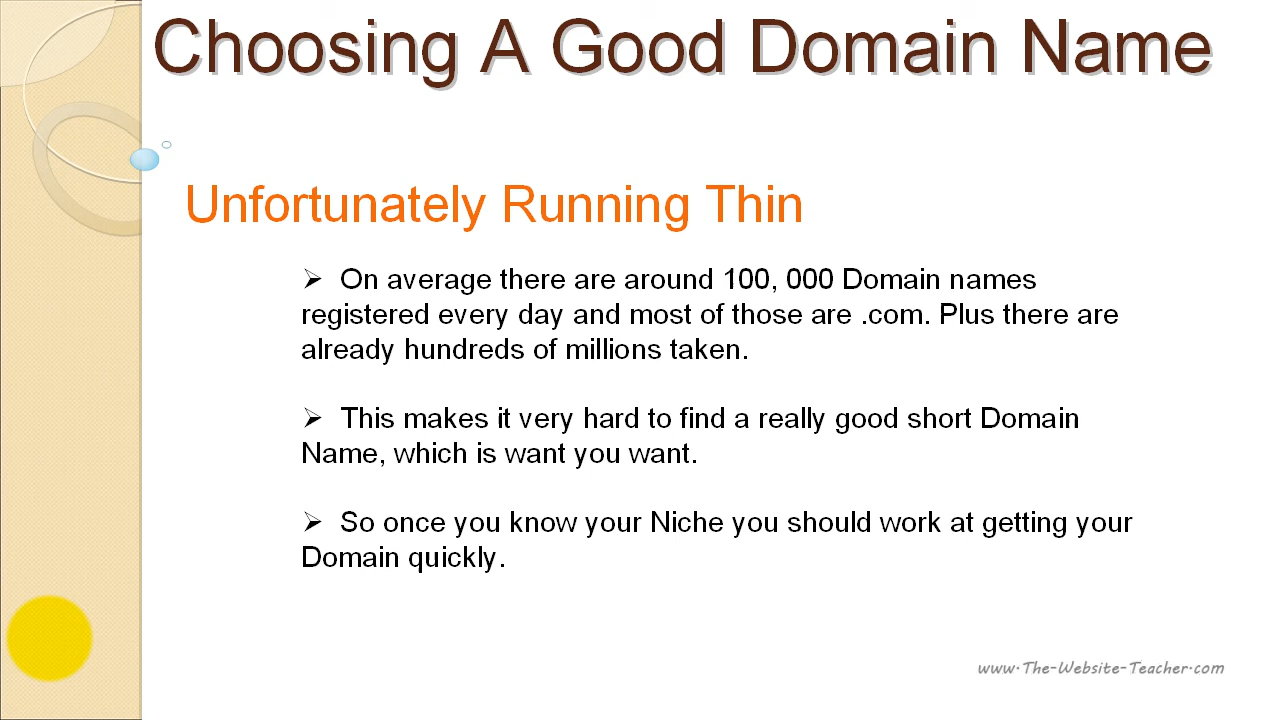 Choosing A Good Domain Name
Unfortunately Running Thin
➢ On average there are around 100, 000 Domain names
registered every day and most of those are .com. Plus there are
already hundreds of millions taken.
➢ This makes it very hard to find a really good short Domain
Name, which is want you want.
➢ So once you know your Niche you should work at getting your
Domain quickly.
www.The-Website-Teacher.com